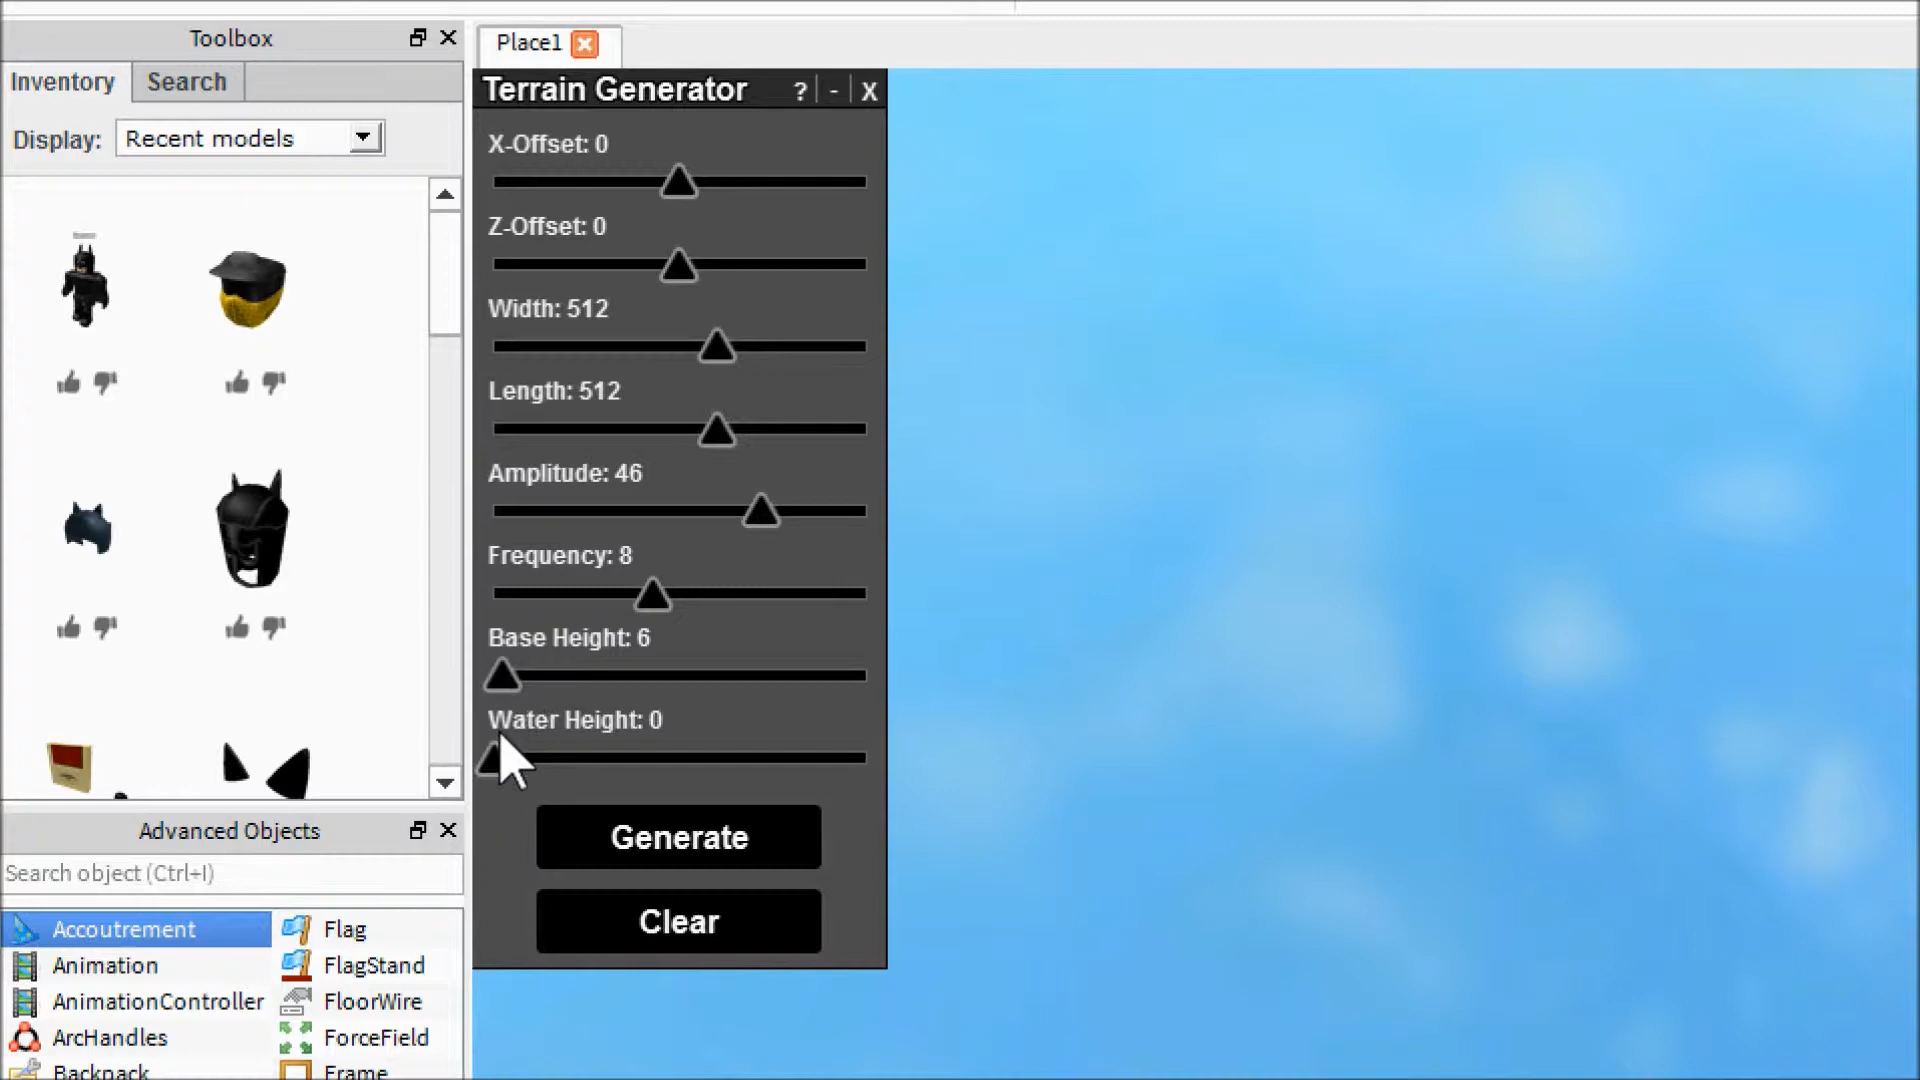 Toolbox
Inventory
Search
Display:
Recent models
Advanced Objects
Search object (Ctrl+I)
Accoutrement
Flag
Animation
FlagStand
AnimationController
FloorWire
ArcHandles
ForceField
Backpack
Frame
Place1
Terrain Generator ? - X
X-Offset: 0
Z-Offset: 0
Width: 512
Length: 512
Amplitude: 46
Frequency: 8
Base Height: 6
Water Height: 0
Generate
Clear